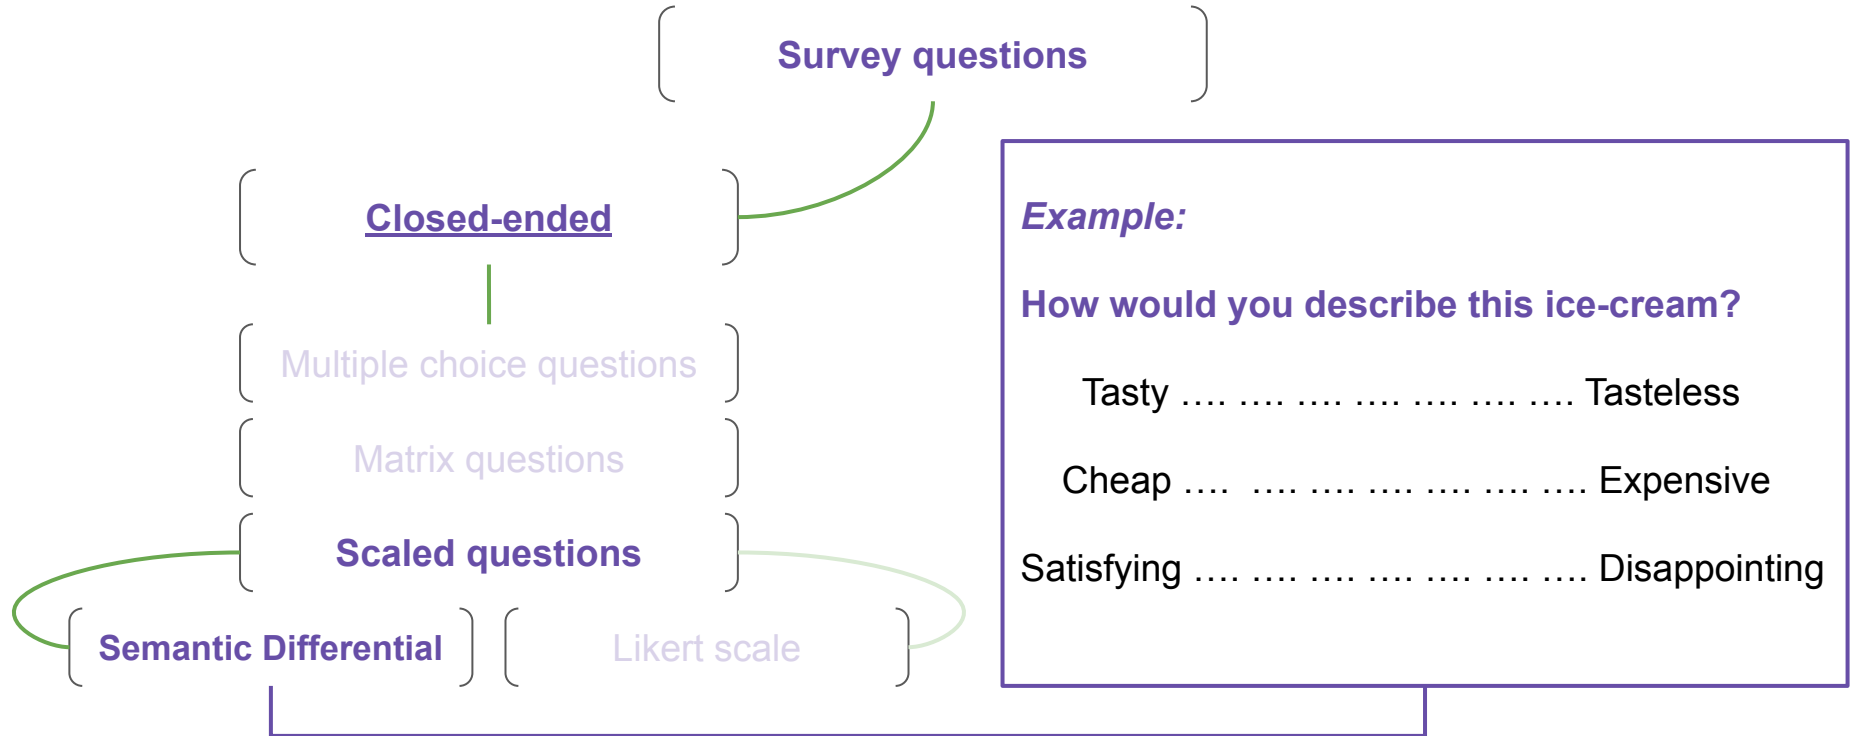 Survey questions
Closed-ended
Multiple choice questions
Matrix questions
Scaled questions
Semantic Differential
Likert scale
Example:
How would you describe this ice-cream?
Tasty …. …. …. …. …. …. …. Tasteless
Cheap …. …. …. …. …. …. …. Expensive
Satisfying …. …. …. …. …. …. …. Disappointing